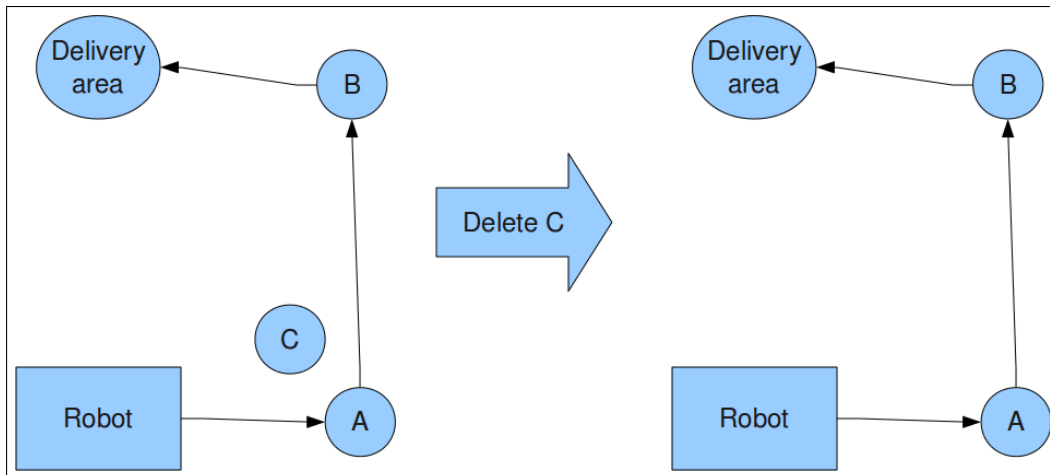 Delivery
area
B
C
Robot
A
Delete C
Delivery
area
B
Robot
A